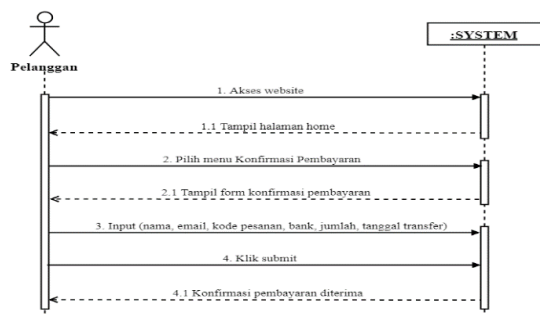 :SYSTEM
Pelanggan
1. Akses website
1.1 Tampil halaman home
2. Pilih menu Konfirmasi Pembayaran
2.1 Tampil form konfirmasi pembayaran
3. Input (nama, email, kode pesanan, bank, jumlah, tanggal transfer)
4. Klik submit
4.1 Konfirmasi pembayaran diterima